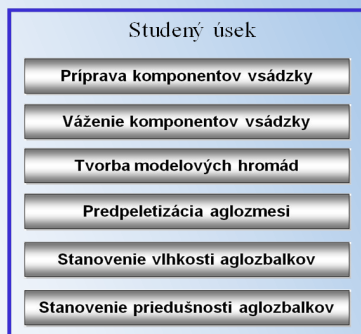 Studený úsek
Príprava komponentov vsádzky
Váženie komponentov vsádzky
Tvorba modelových hromád
Predpeletizácia aglozmesi
Stanovenie vlhkosti aglozbalkov
Stanovenie priedušnosti aglozbalkov